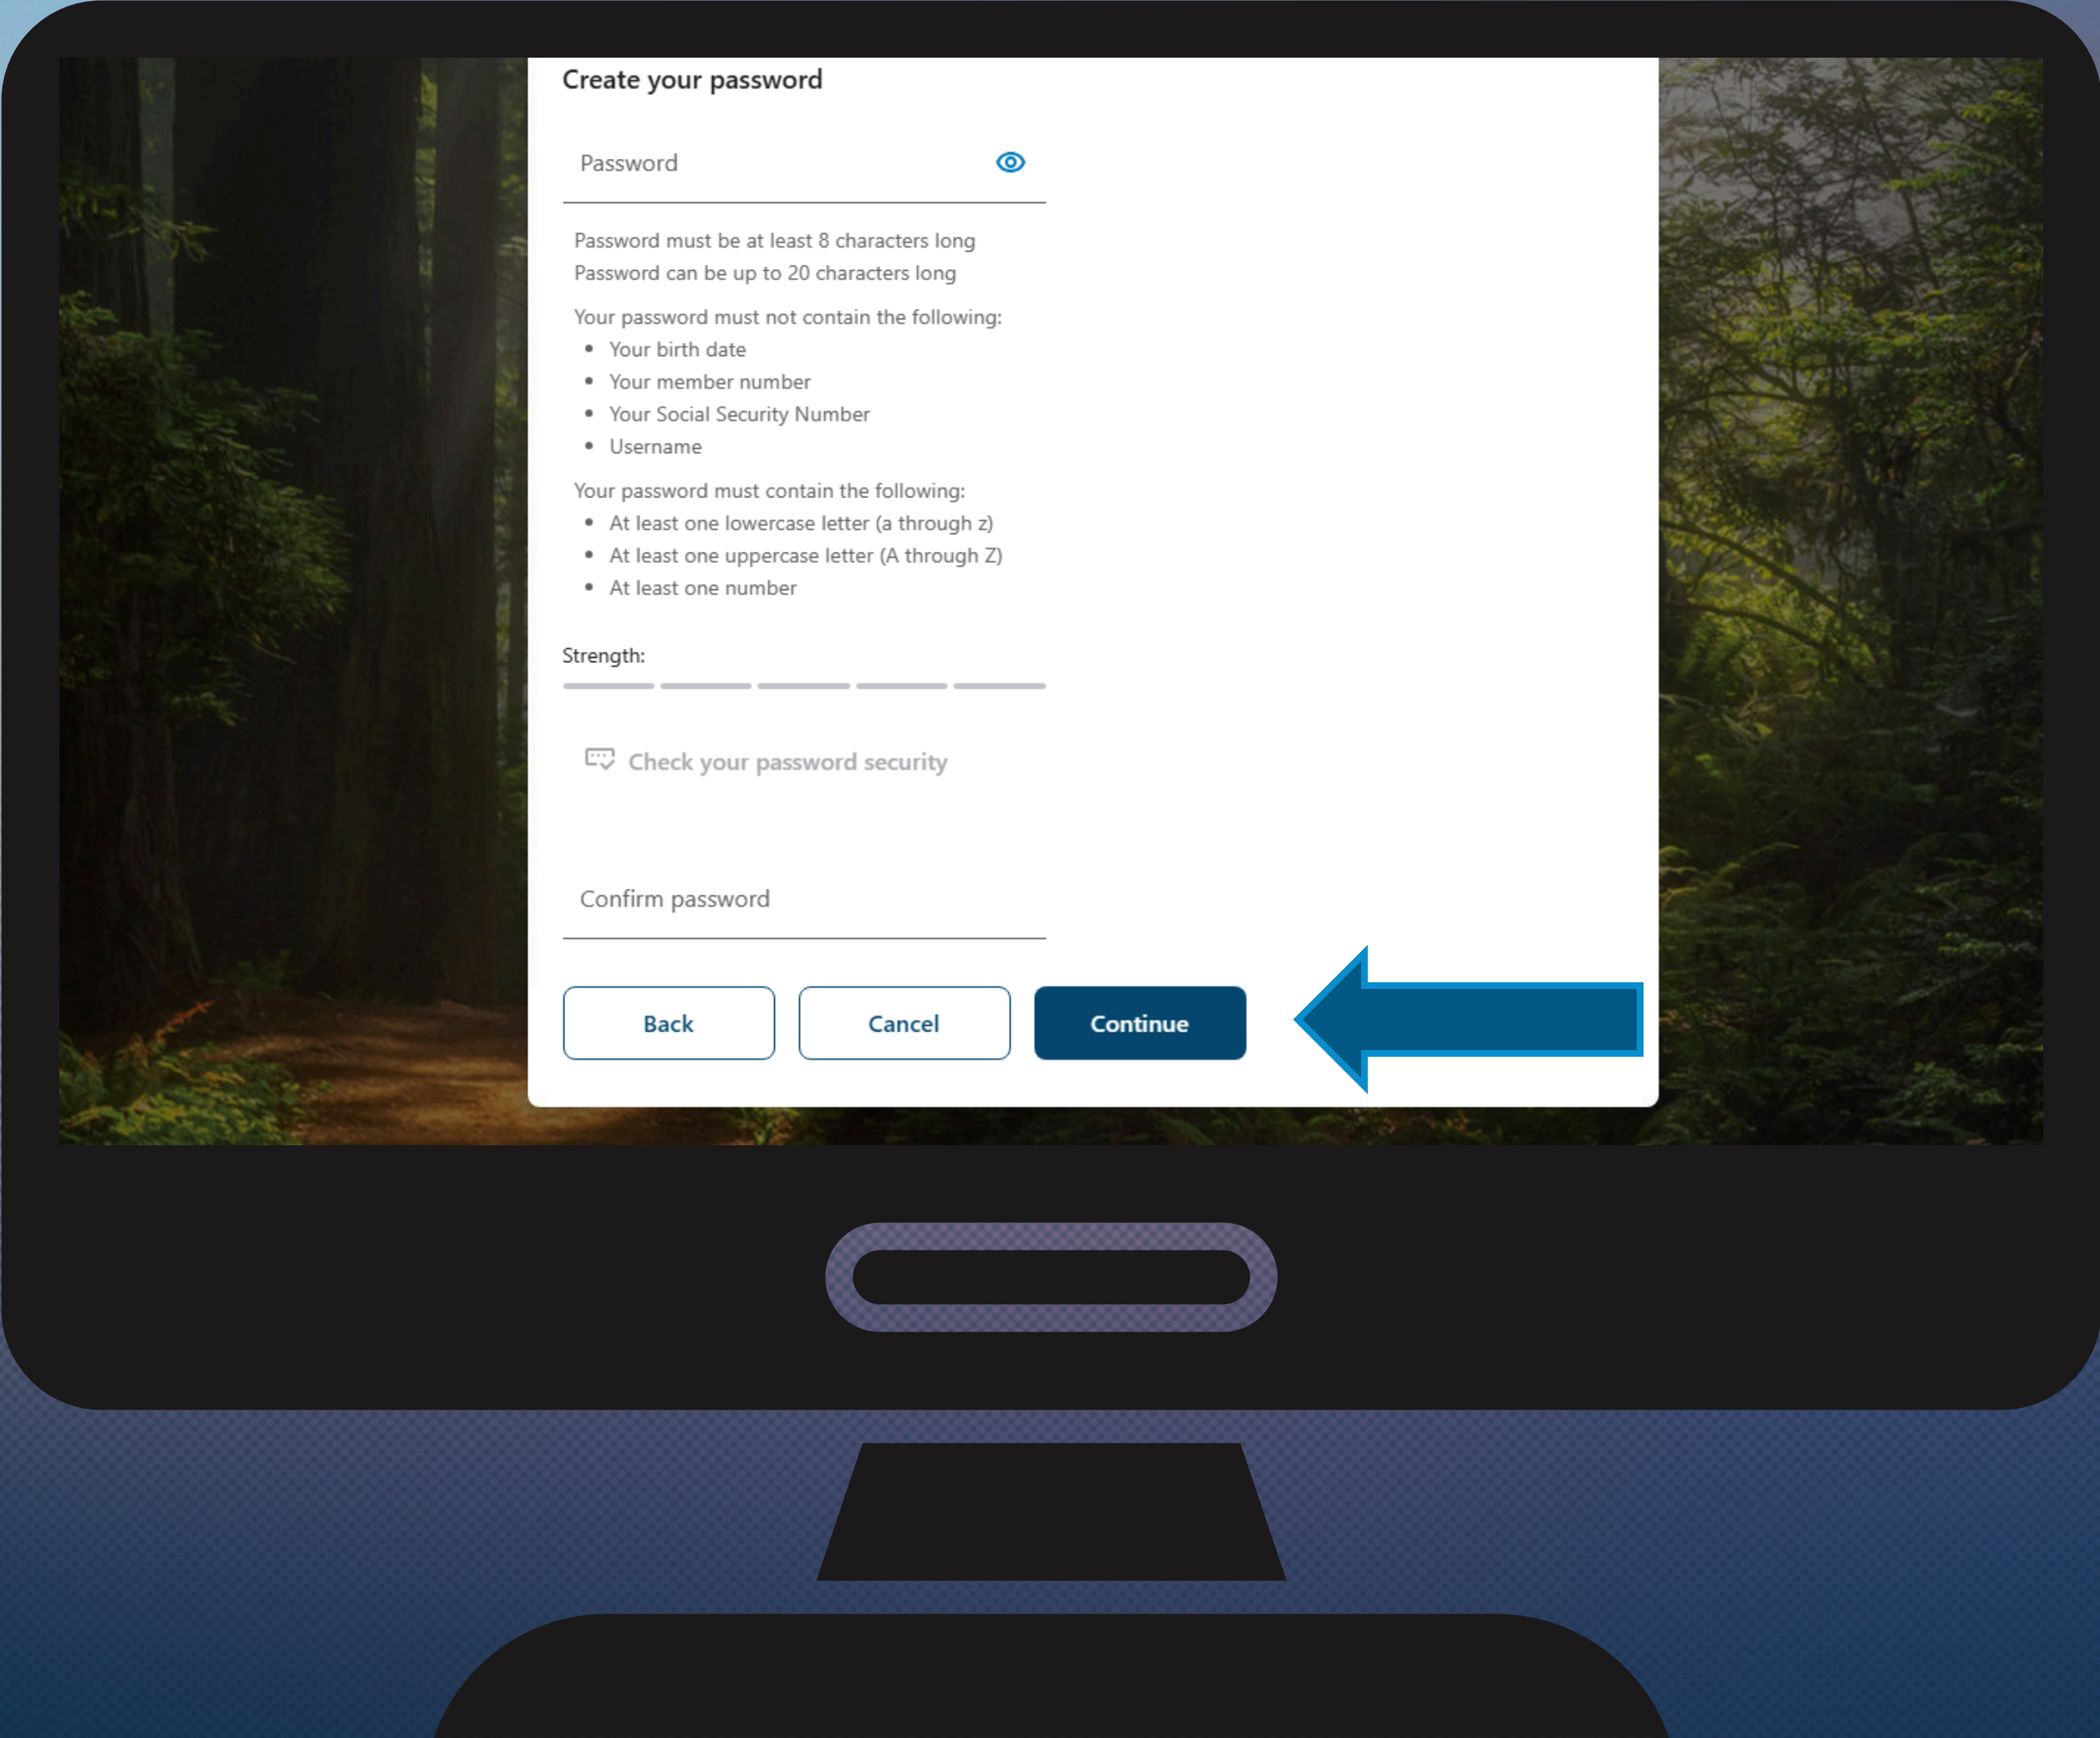 Create your password
Password
Password must be at least 8 characters long
Password can be up to 20 characters long
Your password must not contain the following:
• Your birth date
• Your member number
• Your Social Security Number
• Username
Your password must contain the following:
• At least one lowercase letter (a through z)
• At least one uppercase letter (A through Z)
• At least one number
Strength:
Check your password security
Confirm password
Back Cancel Continue